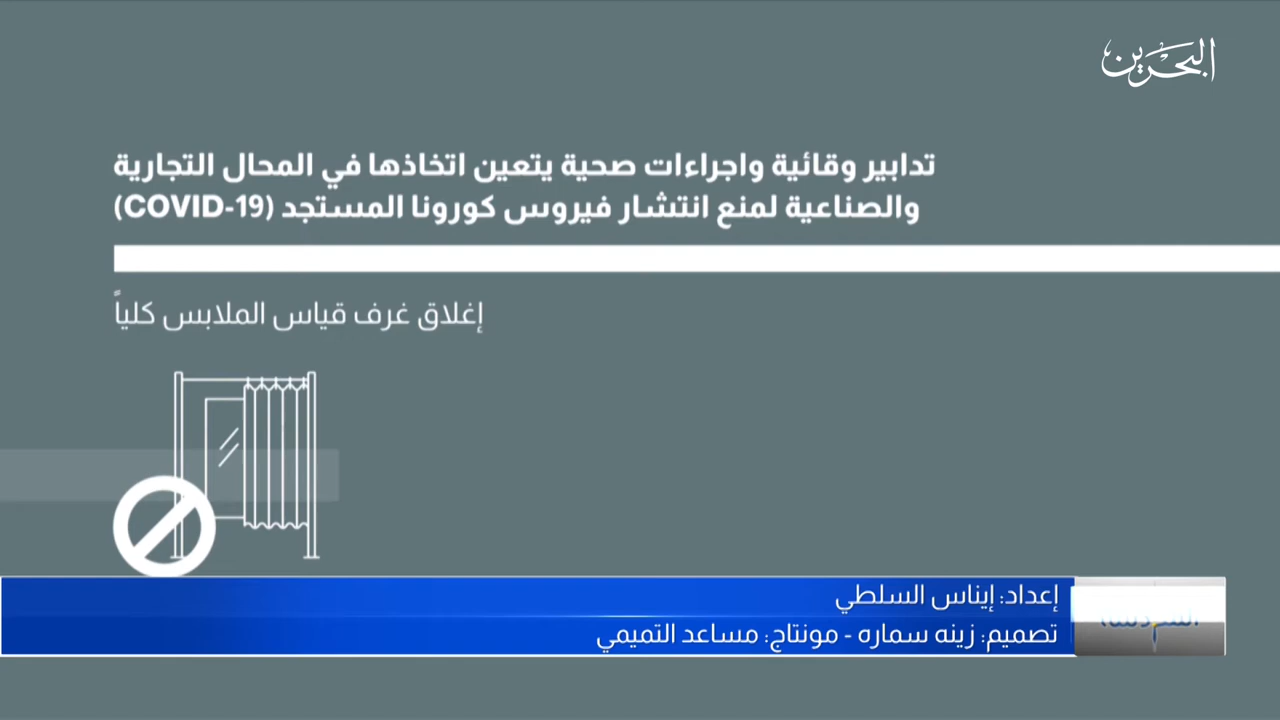 البحرين
تدابير وقائية واجراءات صحية يتعين اتخاذها في المحال التجارية
والصناعية لمنع انتشار فيروس كورونا المستجد (COVID-19)
إغلاق غرف قياس الملابس كلياً
إعداد: إيناس السلطي
تصميم: زينه سماره - مونتاج: مساعد التميمي